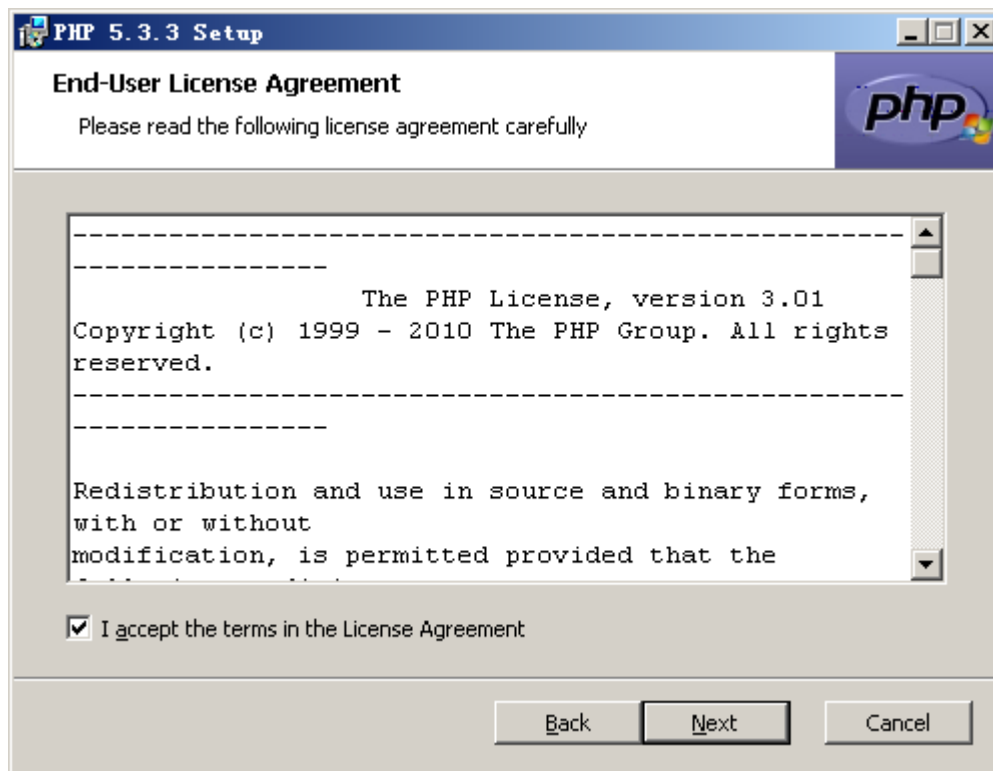 PHP 5.3.3 Setup
End-User License Agreement
Please read the following license agreement carefully
php
----------------------------------------------------
----------------
The PHP License, version 3.01
Copyright (c) 1999 - 2010 The PHP Group. All rights
reserved.
----------------------------------------------------
----------------
Redistribution and use in source and binary forms,
with or without
modification, is permitted provided that the
I accept the terms in the License Agreement
Back Next Cancel